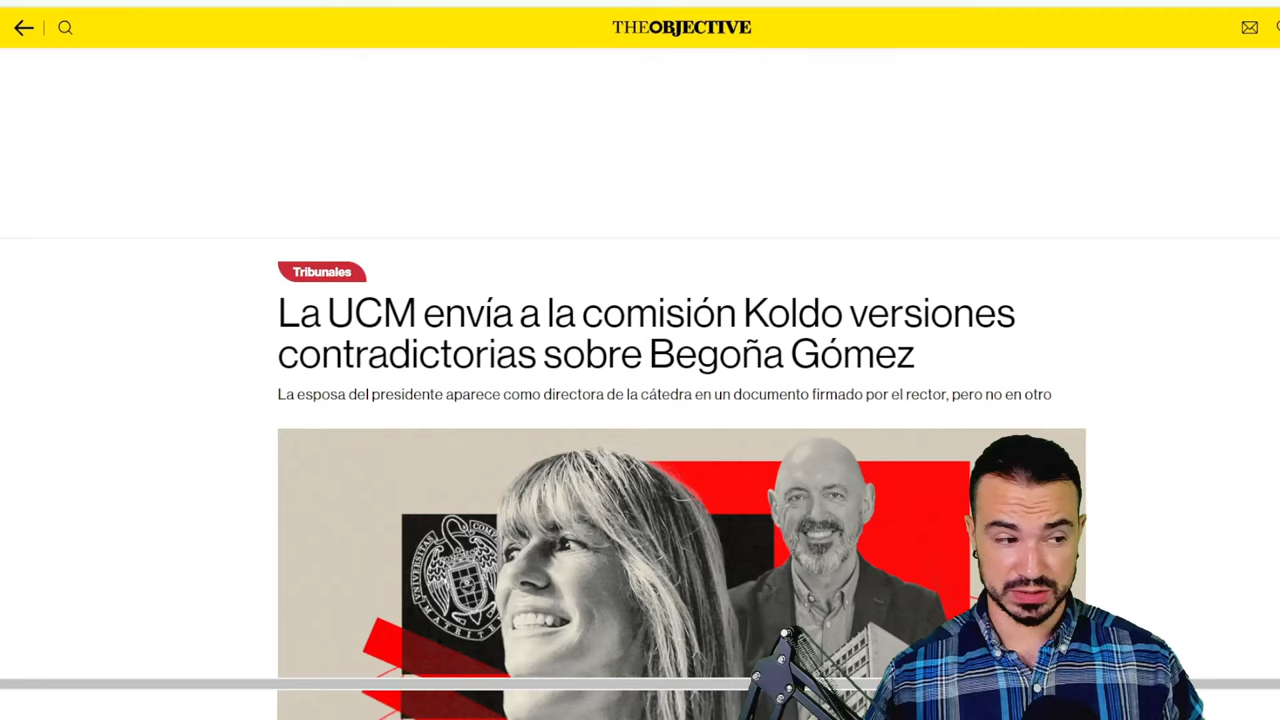 THEOBJECTIVE
Tribunales
La UCM envía a la comisión Koldo versiones
contradictorias sobre Begoña Gómez
La esposa del presidente aparece como directora de la cátedra en un documento firmado por el rector, pero no en otro